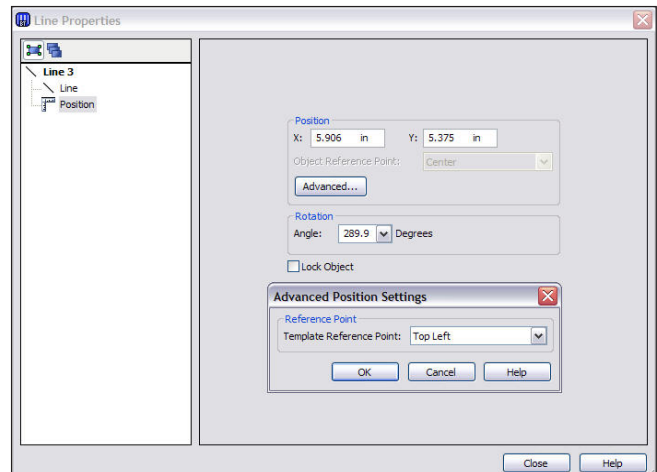 Line Properties
Line 3
Line
Position
Position
X: 5.906 in Y: 5.375 in
Object Reference Point: Center
Advanced...
Rotation
Angle: 289.9 Degrees
Lock Object
Advanced Position Settings
Reference Point
Template Reference Point: Top Left
OK Cancel Help
Close Help